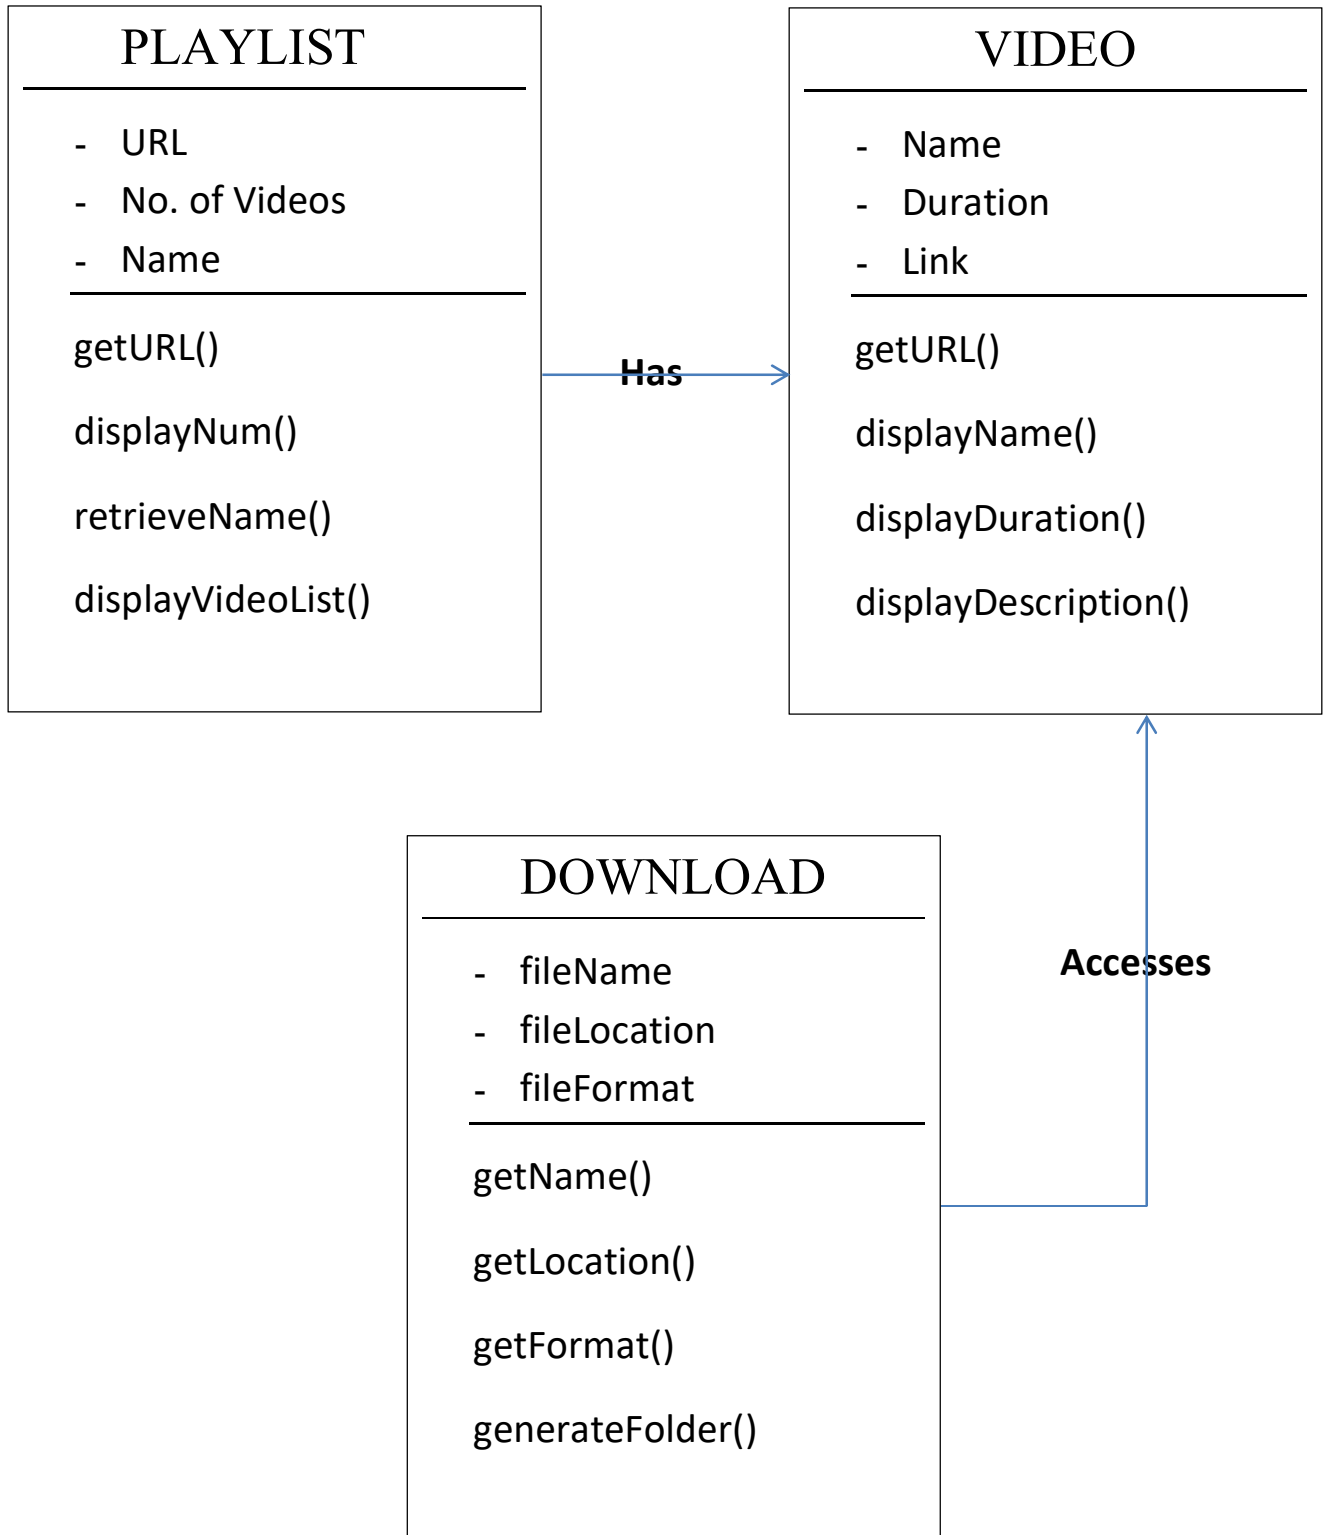 PLAYLIST
- URL
- No. of Videos
- Name
getURL()
displayNum()
retrieveName()
displayVideoList()
Has
VIDEO
- Name
- Duration
- Link
getURL()
displayName()
displayDuration()
displayDescription()
DOWNLOAD
- fileName
- fileLocation
- fileFormat
getName()
getLocation()
getFormat()
generateFolder()
Accesses